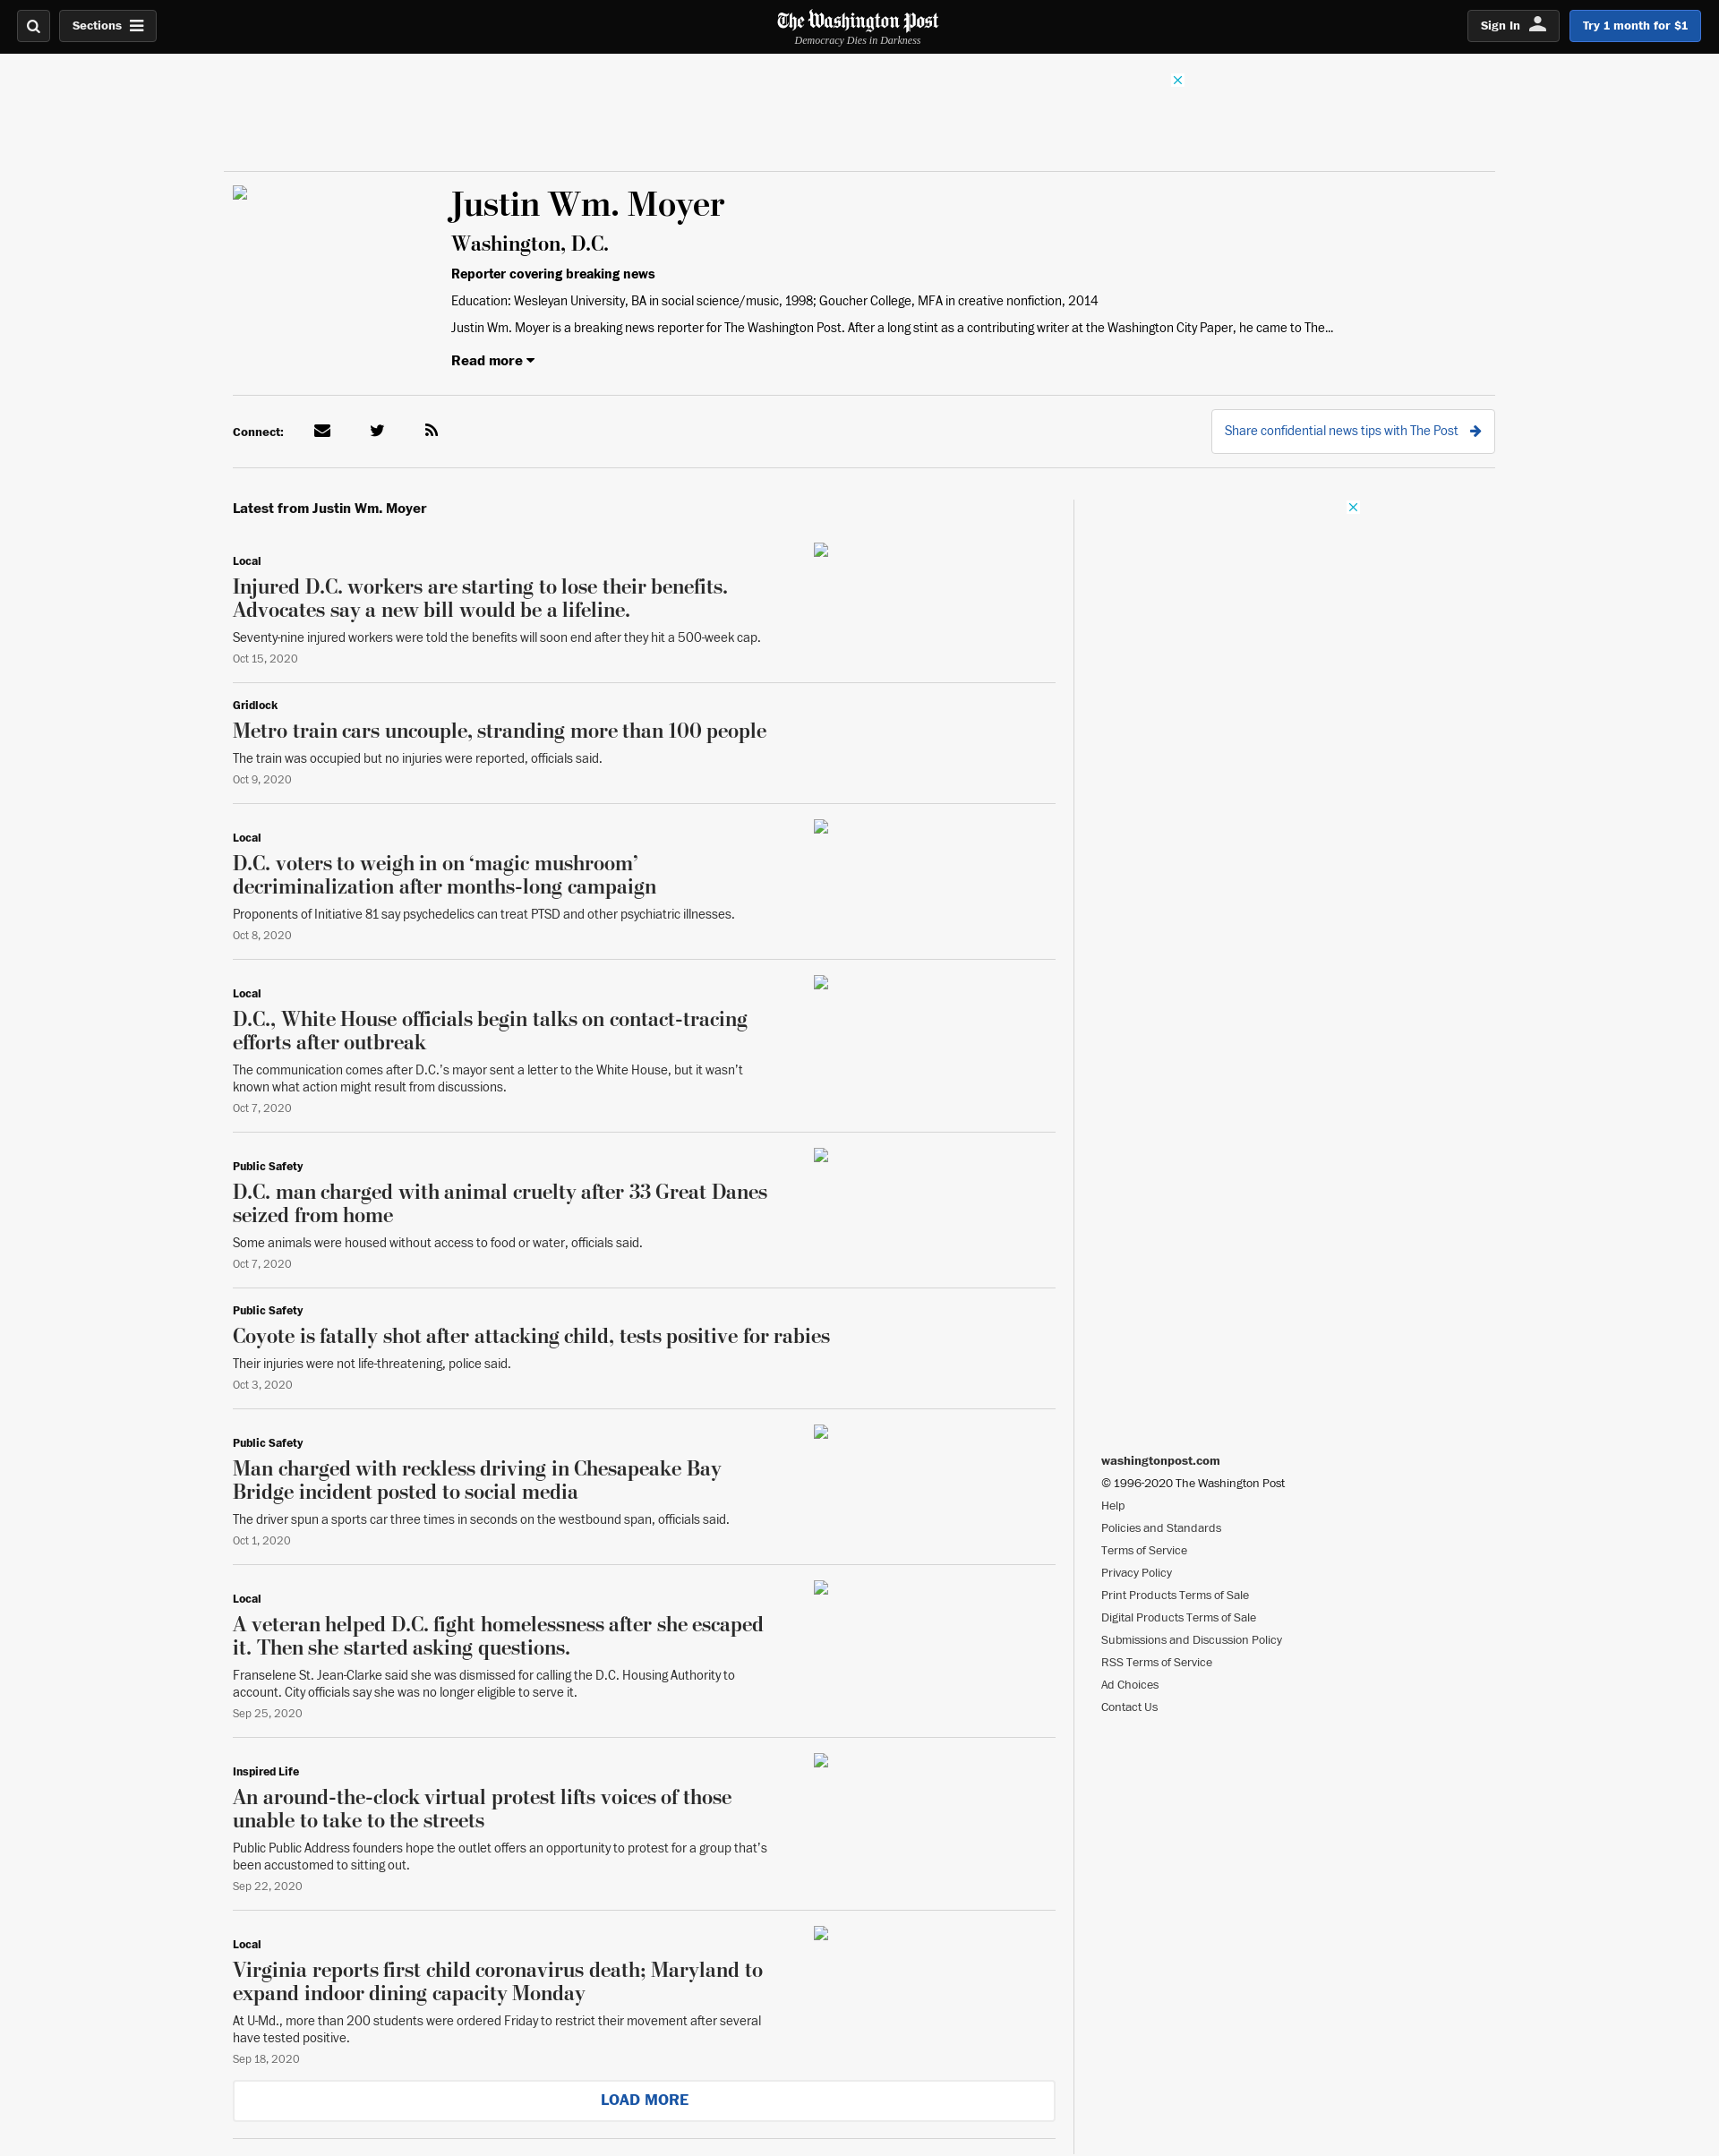 Sections
The Washington Post
Democracy Dies in Darkness
Sign In
Try 1 month for $1
Justin Wm. Moyer
Washington, D.C.
Reporter covering breaking news
Education: Wesleyan University, BA in social science/music, 1998; Goucher College, MFA in creative nonfiction, 2014
Justin Wm. Moyer is a breaking news reporter for The Washington Post. After a long stint as a contributing writer at the Washington City Paper, he came to The...
Read more
Connect:
Share confidential news tips with The Post
Latest from Justin Wm. Moyer
Local
Injured D.C. workers are starting to lose their benefits.
Advocates say a new bill would be a lifeline.
Seventy-nine injured workers were told the benefits will soon end after they hit a 500-week cap.
Oct 15, 2020
Gridlock
Metro train cars uncouple, stranding more than 100 people
The train was occupied but no injuries were reported, officials said.
Oct 9, 2020
Local
D.C. voters to weigh in on ‘magic mushroom’
decriminalization after months-long campaign
Proponents of Initiative 81 say psychedelics can treat PTSD and other psychiatric illnesses.
Oct 8, 2020
Local
D.C., White House officials begin talks on contact-tracing
efforts after outbreak
The communication comes after D.C.’s mayor sent a letter to the White House, but it wasn’t
known what action might result from discussions.
Oct 7, 2020
Public Safety
D.C. man charged with animal cruelty after 33 Great Danes
seized from home
Some animals were housed without access to food or water, officials said.
Oct 7, 2020
Public Safety
Coyote is fatally shot after attacking child, tests positive for rabies
Their injuries were not life-threatening, police said.
Oct 3, 2020
Public Safety
Man charged with reckless driving in Chesapeake Bay
Bridge incident posted to social media
The driver spun a sports car three times in seconds on the westbound span, officials said.
Oct 1, 2020
Local
A veteran helped D.C. fight homelessness after she escaped
it. Then she started asking questions.
Franselene St. Jean-Clarke said she was dismissed for calling the D.C. Housing Authority to
account. City officials say she was no longer eligible to serve it.
Sep 25, 2020
Inspired Life
An around-the-clock virtual protest lifts voices of those
unable to take to the streets
Public Public Address founders hope the outlet offers an opportunity to protest for a group that’s
been accustomed to sitting out.
Sep 22, 2020
Local
Virginia reports first child coronavirus death; Maryland to
expand indoor dining capacity Monday
At U-Md., more than 200 students were ordered Friday to restrict their movement after several
have tested positive.
Sep 18, 2020
LOAD MORE
washingtonpost.com
© 1996-2020 The Washington Post
Help
Policies and Standards
Terms of Service
Privacy Policy
Print Products Terms of Sale
Digital Products Terms of Sale
Submissions and Discussion Policy
RSS Terms of Service
Ad Choices
Contact Us